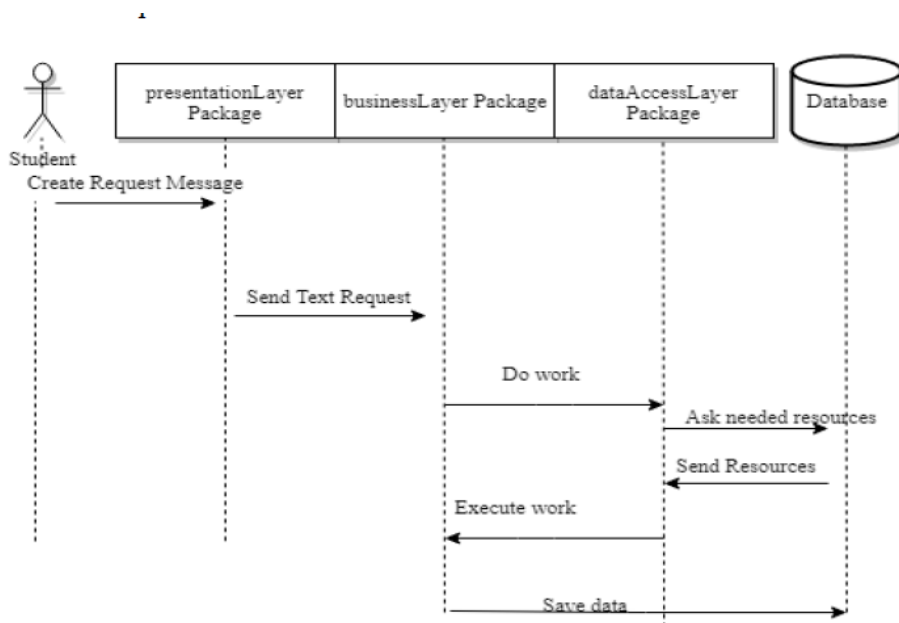 presentationLayer
Package
businessLayer Package
dataAccessLayer
Package
Database
Student
Create Request Message
Send Text Request
Do work
Ask needed resources
Send Resources
Execute work
Save data